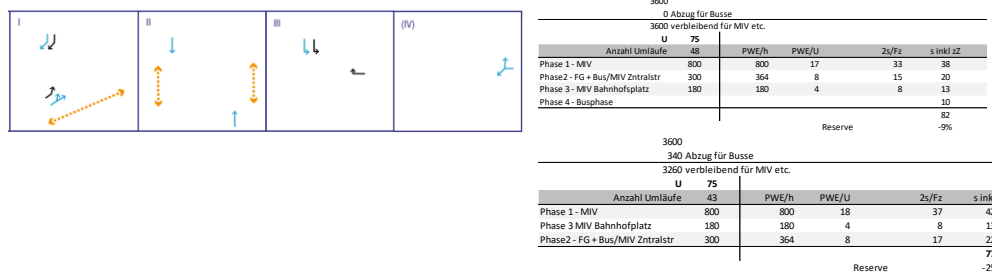 I II III (IV)
3600
0 Abzug für Busse
3600 verbleibend für MIV etc.
U 75
Anzahl Umläufe 48 PWE/h PWE/U 2s/Fz s inkl zZ
Phase 1 - MIV 800 800 17 33 38
Phase2 - FG + Bus/MIV Zntralstr 300 364 8 15 20
Phase 3 - MIV Bahnhofsplatz 180 180 4 8 13
Phase 4 - Busphase 10
82
Reserve -9%
3600
340 Abzug für Busse
3260 verbleibend für MIV etc.
U 75
Anzahl Umläufe 43 PWE/h PWE/U 2s/Fz s ink
Phase 1 - MIV 800 800 18 37
Phase 3 MIV Bahnhofplatz 180 180 4 8
Phase2 - FG + Bus/MIV Zntralstr 300 364 8 17
Reserve